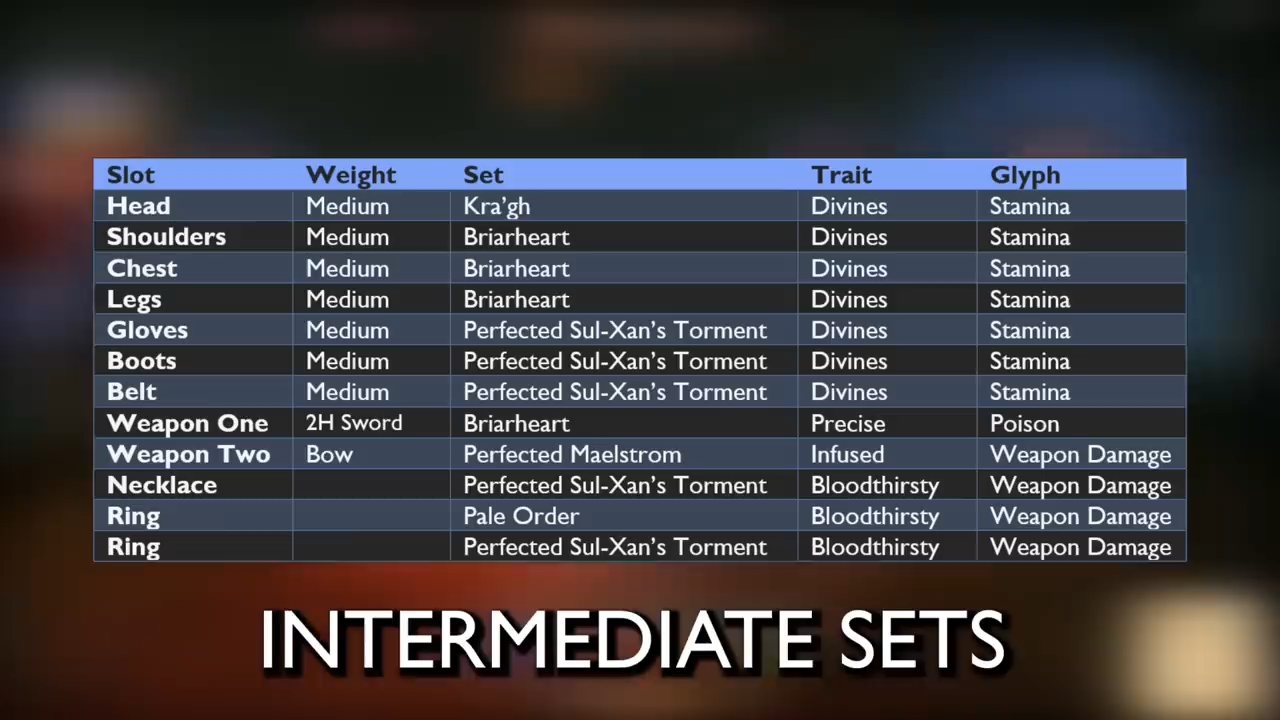 Slot Weight Set Trait Glyph
Head Medium Kra'gh Divines Stamina
Shoulders Medium Briarheart Divines Stamina
Chest Medium Briarheart Divines Stamina
Legs Medium Briarheart Divines Stamina
Gloves Medium Perfected Sul-Xan's Torment Divines Stamina
Boots Medium Perfected Sul-Xan's Torment Divines Stamina
Belt Medium Perfected Sul-Xan's Torment Divines Stamina
Weapon One 2H Sword Briarheart Precise Poison
Weapon Two Bow Perfected Maelstrom Infused Weapon Damage
Necklace Perfected Sul-Xan's Torment Bloodthirsty Weapon Damage
Ring Pale Order Bloodthirsty Weapon Damage
Ring Perfected Sul-Xan's Torment Bloodthirsty Weapon Damage
INTERMEDIATE SETS